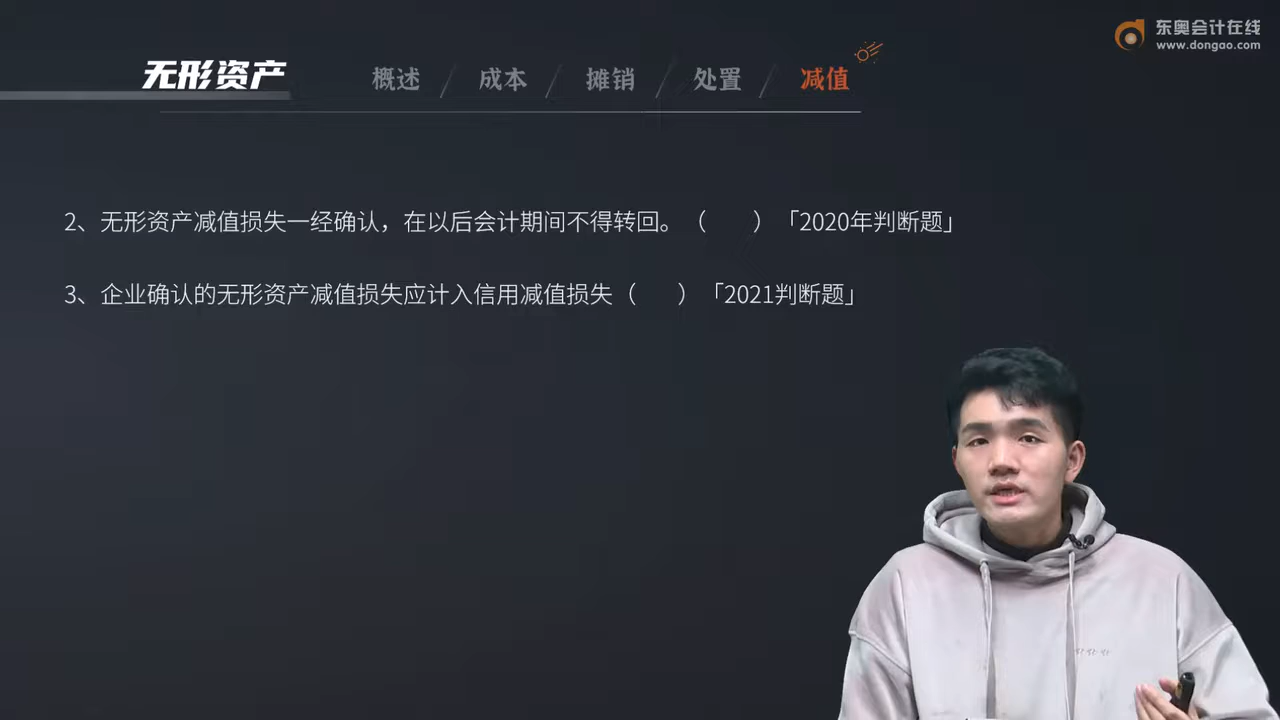 东奥会计在线
www.dongao.com
无形资产
概述 / 成本 / 摊销 / 处置 / 减值
2、无形资产减值损失一经确认，在以后会计期间不得转回。（ ）「2020年判断题」
3、企业确认的无形资产减值损失应计入信用减值损失（ ）「2021判断题」